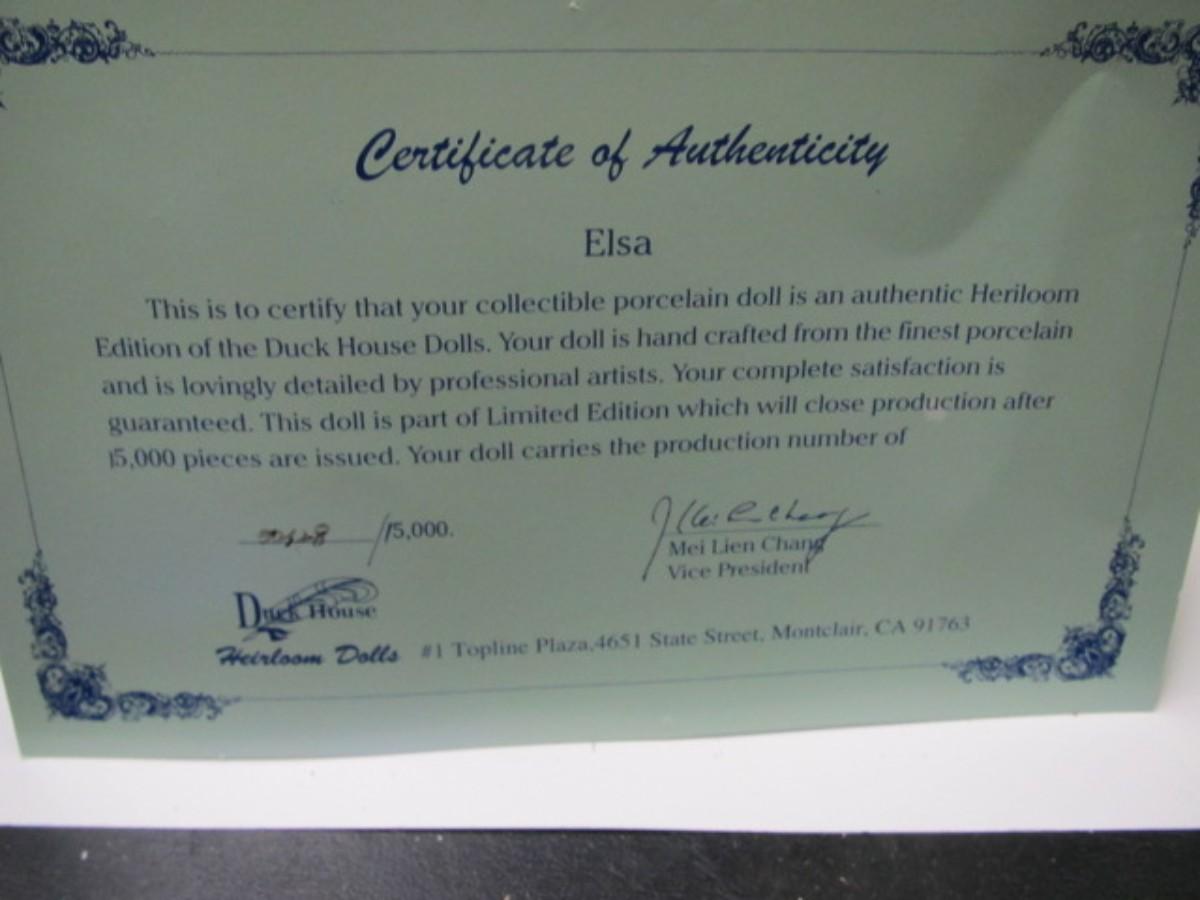 Certificate of Authenticity
Elsa
This is to certify that your collectible porcelain doll is an authentic Heriloom
Edition of the Duck House Dolls. Your doll is hand crafted from the finest porcelain
and is lovingly detailed by professional artists. Your complete satisfaction is
guaranteed. This doll is part of Limited Edition which will close production after
15,000 pieces are issued. Your doll carries the production number of
/15,000.
Mei Lien Chang
Vice President
Duck House
Heirloom Dolls #1 Topline Plaza,4651 State Street, Montclair, CA 91763